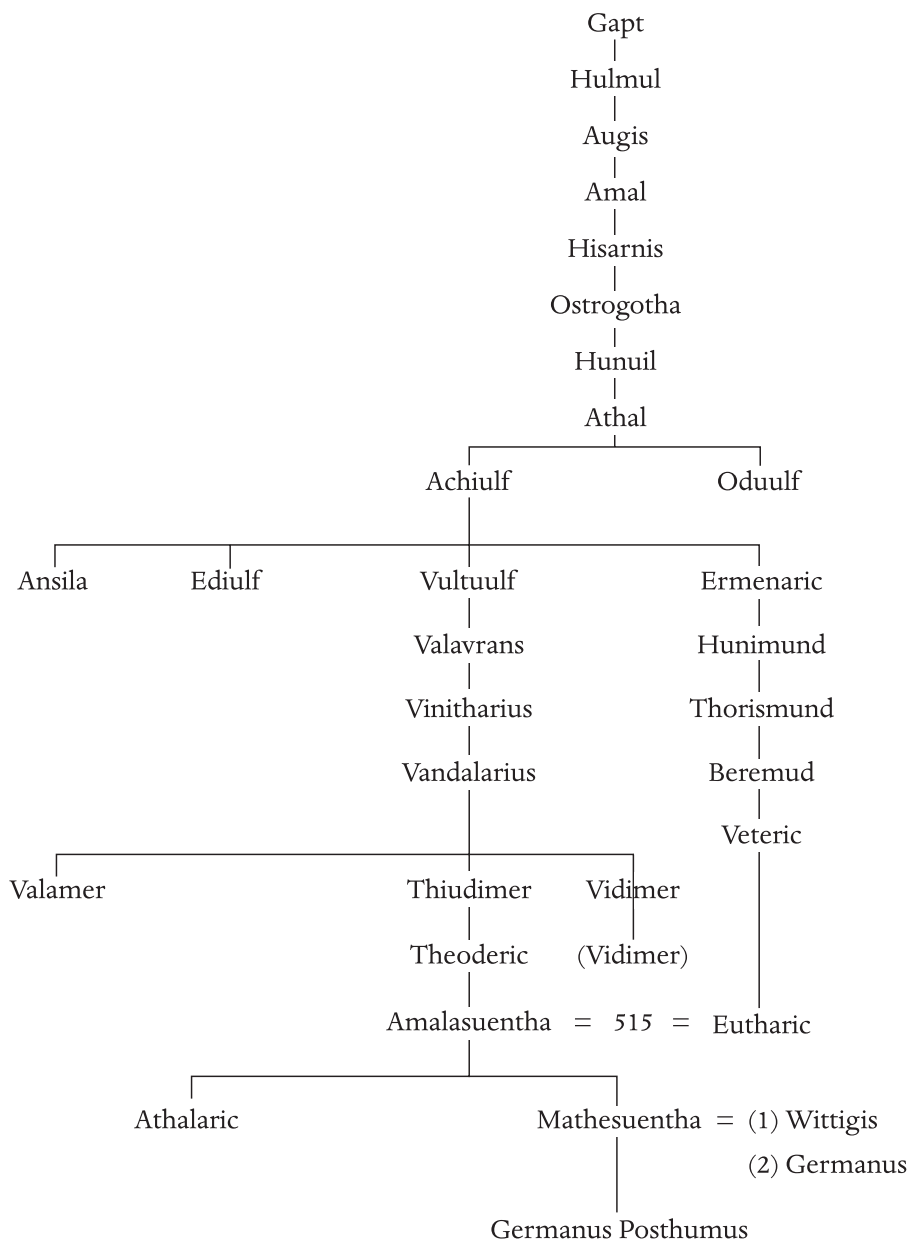 Gapt
Hulmul
Augis
Amal
Hisarnis
Ostrogotha
Hunuil
Athal
Achiulf Oduulf
Ansila Ediulf Vultuulf Ermenaric
Valavrans Hunimund
Vinitharius Thorismund
Vandalarius Beremud
Veteric
Valamer Thiudimer Vidimer
Theoderic (Vidimer)
Amalasuentha = 515 = Eutharic
Athalaric Mathesuentha = (1) Wittigis
(2) Germanus
Germanus Posthumus